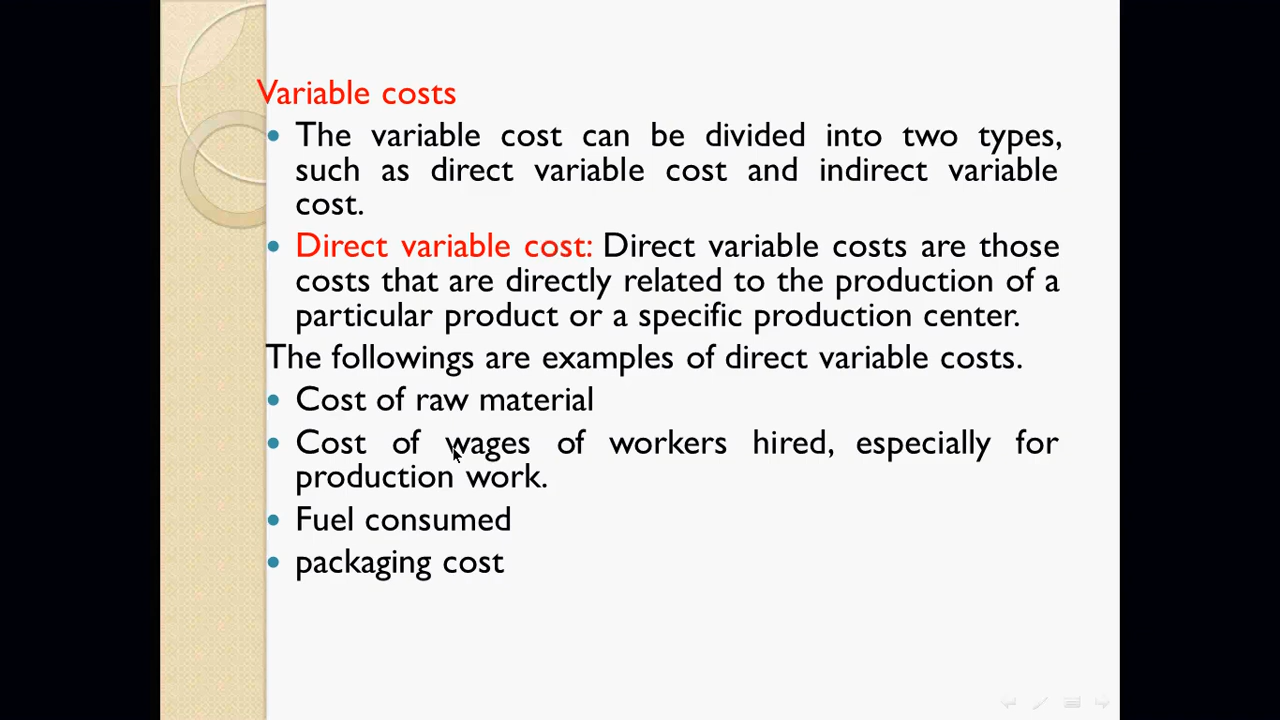 Variable costs
• The variable cost can be divided into two types,
such as direct variable cost and indirect variable
cost.
• Direct variable cost: Direct variable costs are those
costs that are directly related to the production of a
particular product or a specific production center.
The followings are examples of direct variable costs.
• Cost of raw material
• Cost of wages of workers hired, especially for
production work.
• Fuel consumed
• packaging cost